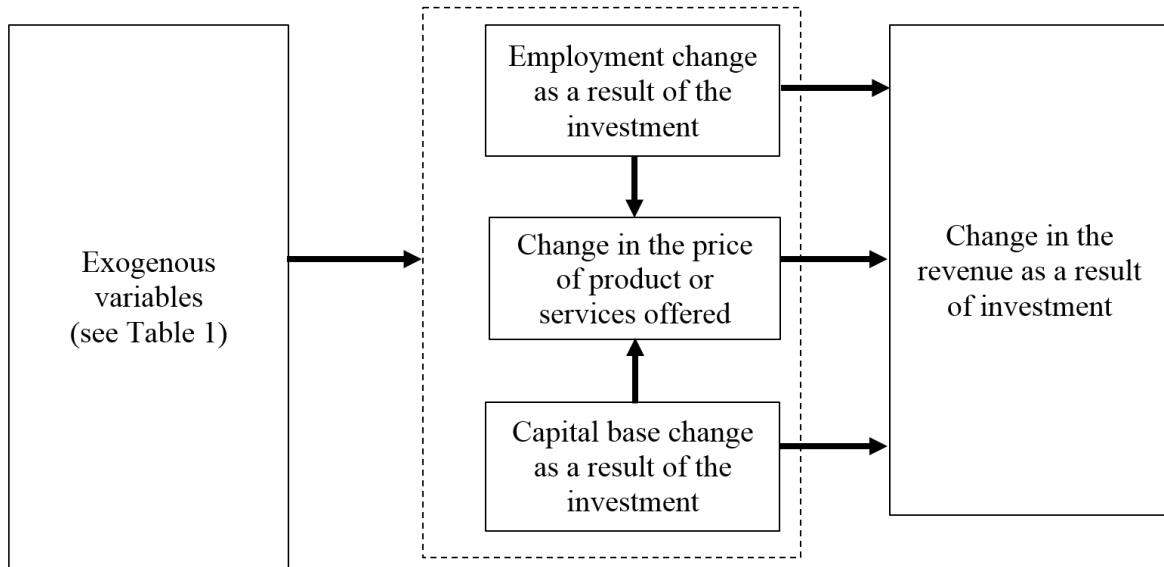 Exogenous
variables
(see Table 1)
Employment change
as a result of the
investment
Change in the price
of product or
services offered
Capital base change
as a result of the
investment
Change in the
revenue as a result
of investment